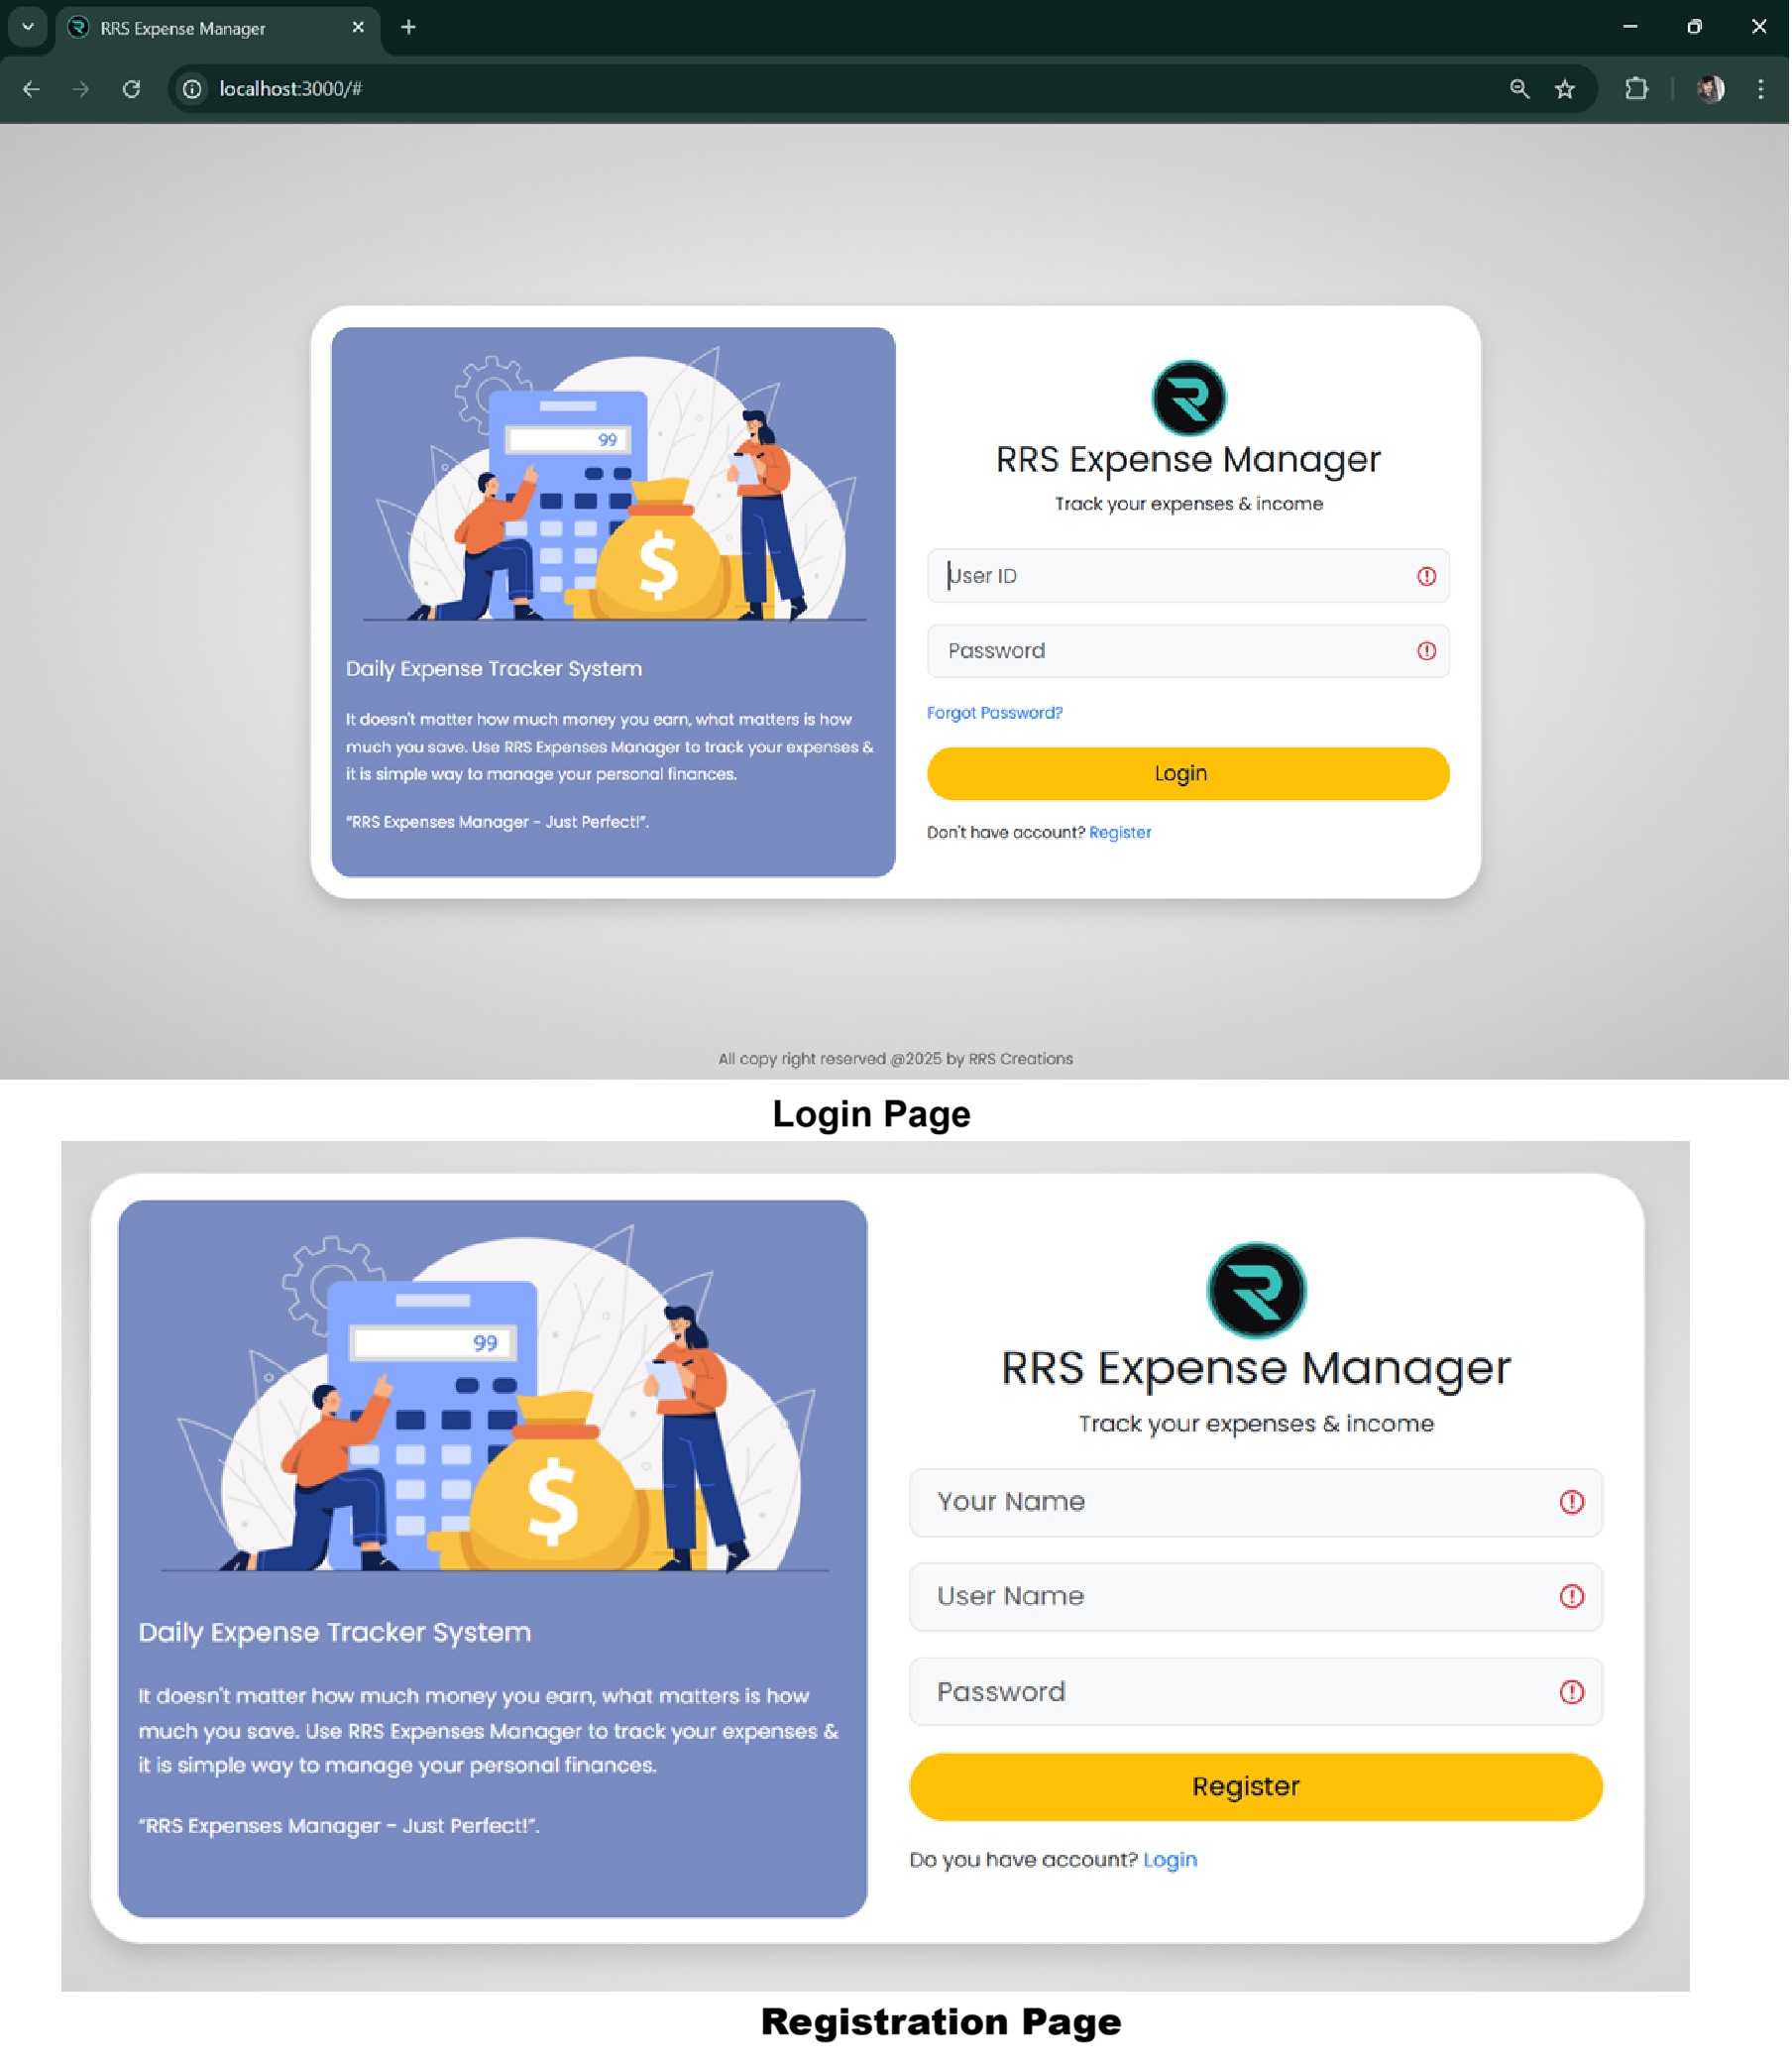 RRS Expense Manager
localhost:3000/#
99
$
Daily Expense Tracker System
It doesn't matter how much money you earn, what matters is how
much you save. Use RRS Expenses Manager to track your expenses &
it is simple way to manage your personal finances.
“RRS Expenses Manager - Just Perfect!”.
RRS Expense Manager
Track your expenses & income
User ID
Password
Forgot Password?
Login
Don't have account? Register
All copy right reserved @2025 by RRS Creations
Login Page
99
$
Daily Expense Tracker System
It doesn't matter how much money you earn, what matters is how
much you save. Use RRS Expenses Manager to track your expenses &
it is simple way to manage your personal finances.
“RRS Expenses Manager - Just Perfect!”.
RRS Expense Manager
Track your expenses & income
Your Name
User Name
Password
Register
Do you have account? Login
Registration Page